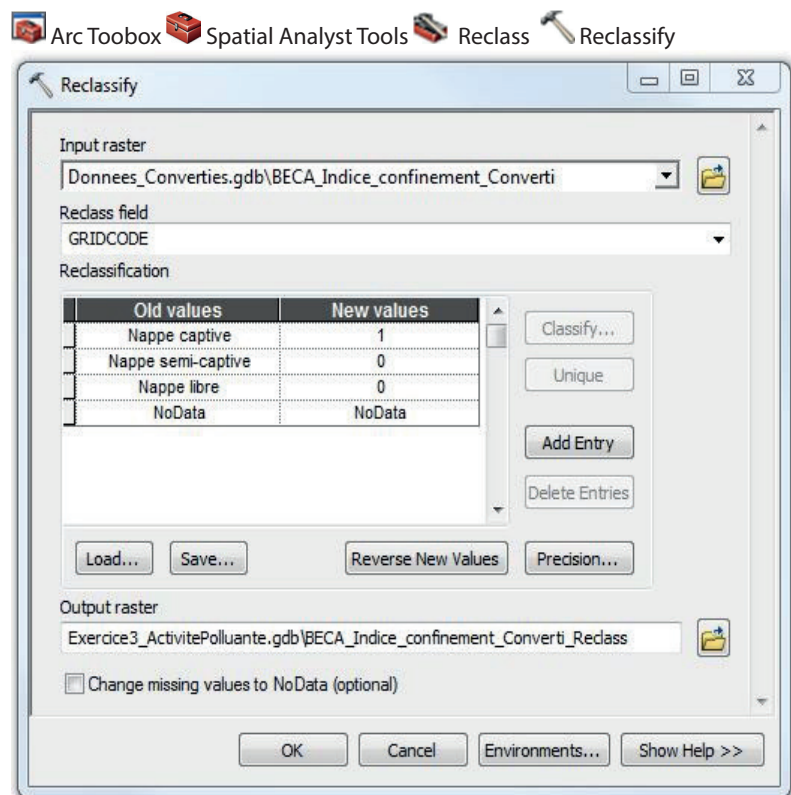 Arc Toobox Spatial Analyst Tools Reclass Reclassify
Reclassify
Input raster
Donnees_Converties.gdb\BECA_Indice_confinement_Converti
Reclass field
GRIDCODE
Reclassification
Old values New values
Nappe captive 1
Nappe semi-captive 0
Nappe libre 0
NoData NoData
Classify...
Unique
Add Entry
Delete Entries
Load... Save... Reverse New Values Precision...
Output raster
Exercice3_ActivitePolluante.gdb\BECA_Indice_confinement_Converti_Reclass
Change missing values to NoData (optional)
OK Cancel Environments... Show Help >>